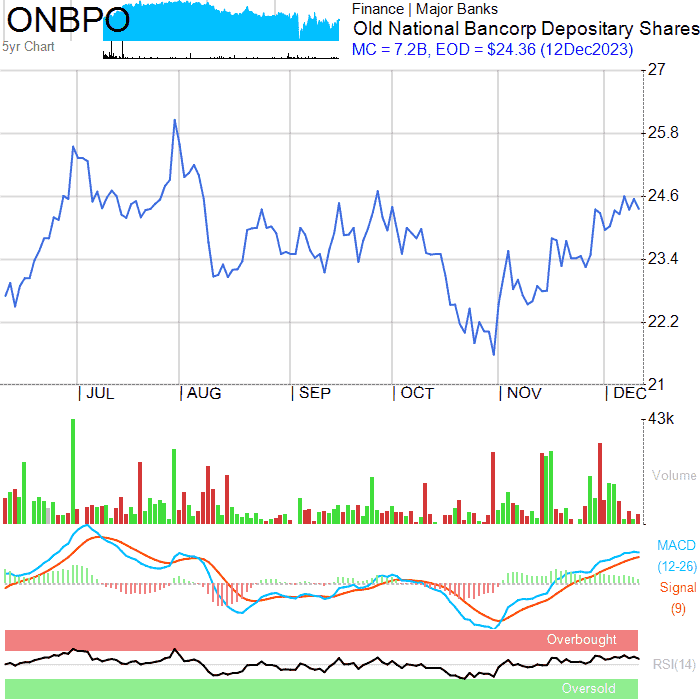 ONBPO
5yr Chart
Finance | Major Banks
Old National Bancorp Depositary Shares
MC = 7.2B, EOD = $24.36 (12Dec2023)
27
25.8
24.6
23.4
22.2
21
| JUL | AUG | SEP | OCT | NOV | DEC
43k
Volume
MACD
(12-26)
Signal
(9)
Overbought
RSI(14)
Oversold